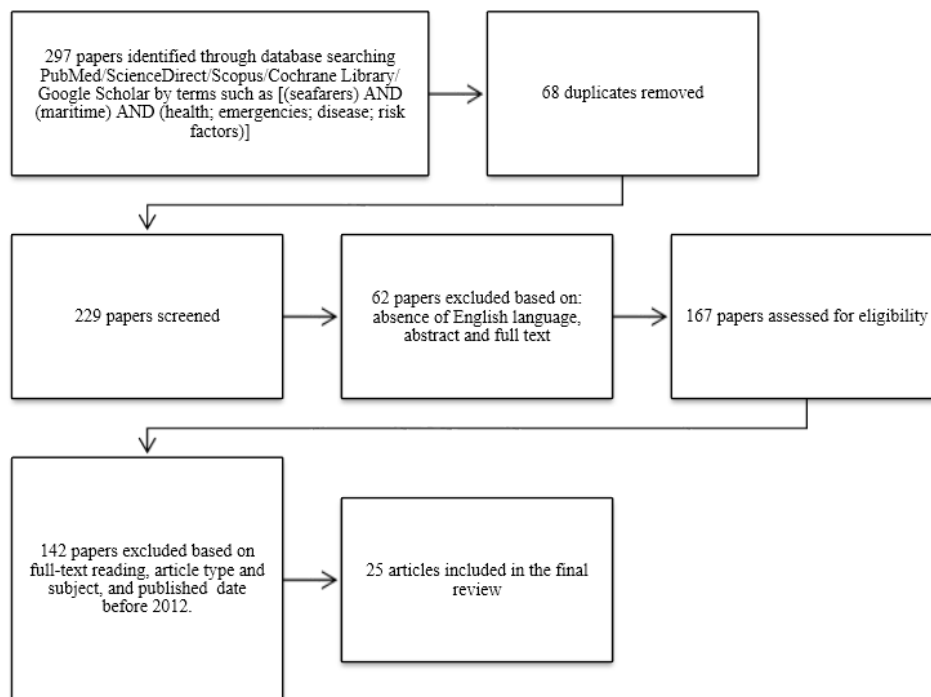 297 papers identified through database searching
PubMed/ScienceDirect/Scopus/Cochrane Library/
Google Scholar by terms such as [(seafarers) AND
(maritime) AND (health; emergencies; disease; risk
factors)]
68 duplicates removed
229 papers screened
62 papers excluded based on:
absence of English language,
abstract and full text
167 papers assessed for eligibility
142 papers excluded based on
full-text reading, article type and
subject, and published date
before 2012.
25 articles included in the final
review